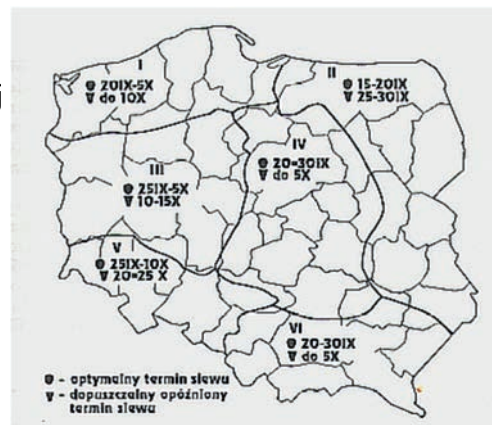 j
I
● 20IX-5X
▼ do 10X
II
● 15-20IX
▼ 25-30IX
IV
● 20=30IX
▼ do 5X
III
● 25IX-5X
▼ 10-15X
V
● 25IX-10X
▼ 20=25 X
VI
● 20-30IX
▼ do 5X
● - optymalny termin siewu
▼ - dopuszczalny opóźniony
termin siewu